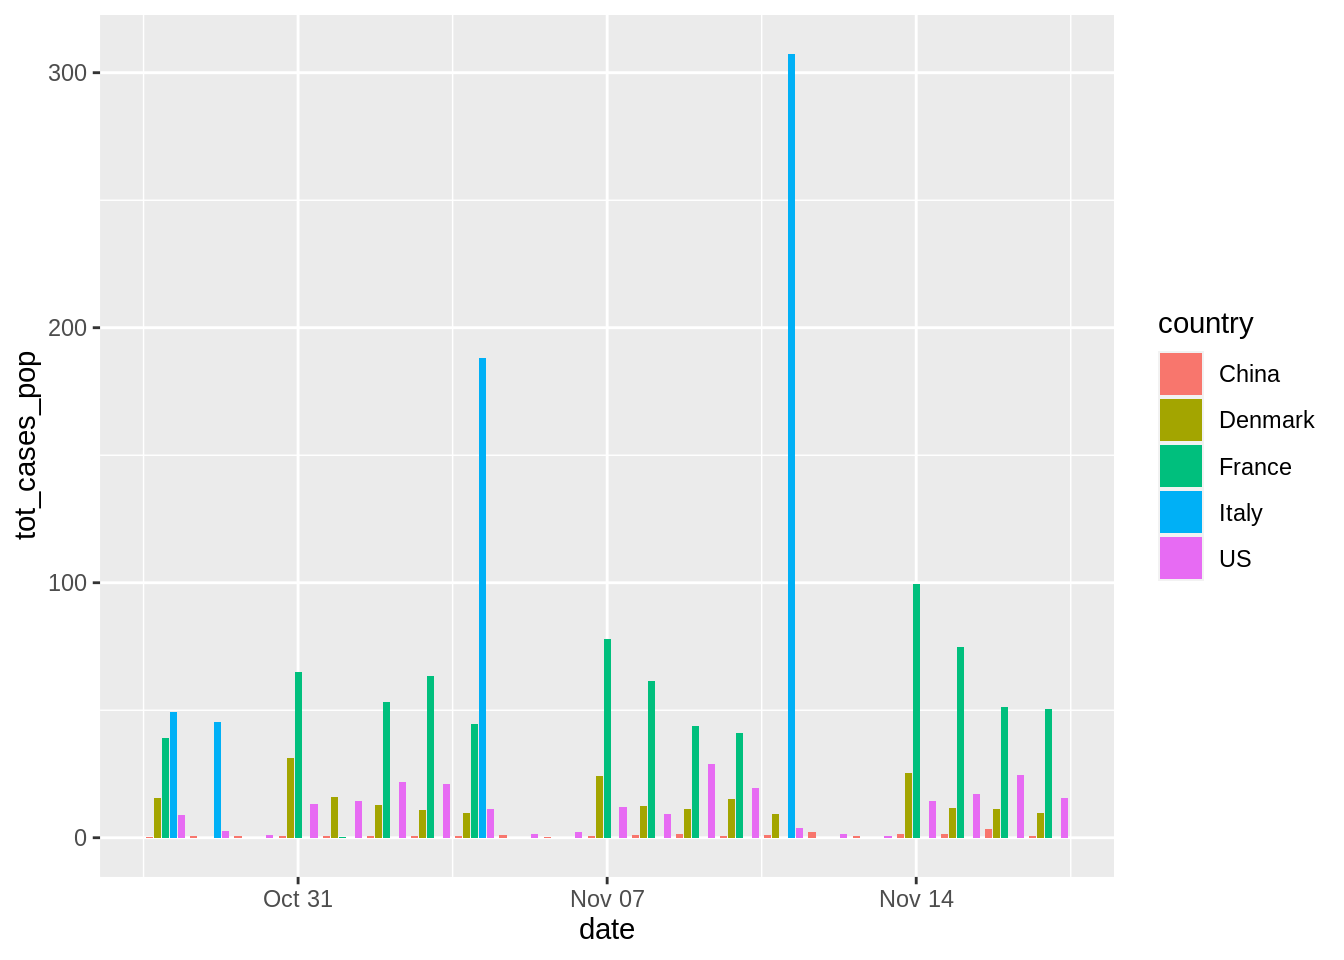 300
200
100
0
tot_cases_pop
Oct 31
Nov 07
Nov 14
date
country
China
Denmark
France
Italy
US